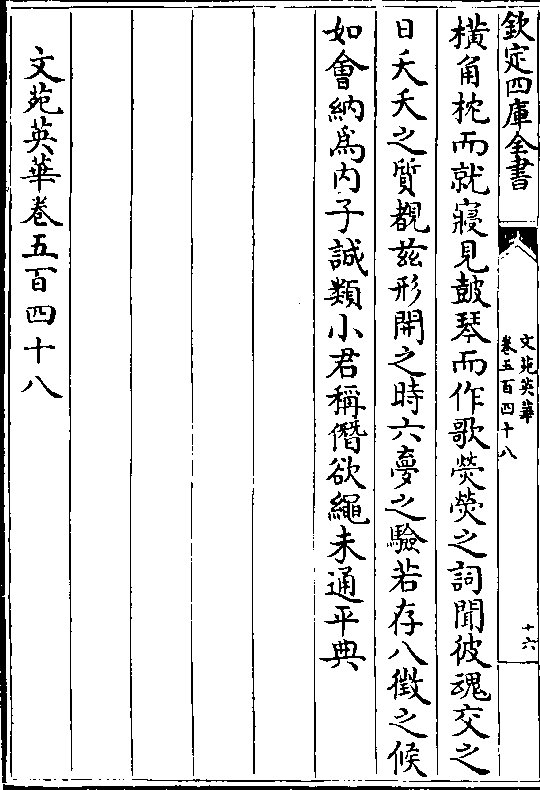 欽定四庫全書
文苑英華
卷五百四十八
十六
横角枕而就寢見鼓琴而作歌熒熒之詞聞彼魂交之
日夭夭之質覩兹形開之時六夢之驗若存八徴之候
如會納為内子誠類小君稱僭欲繩未通平典
文苑英華卷五百四十八